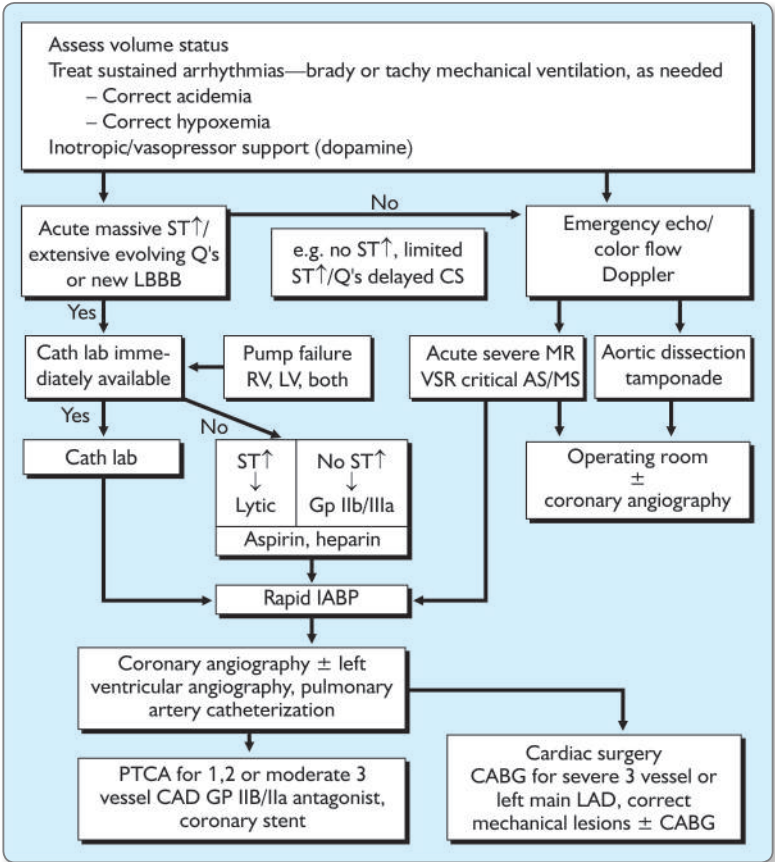 Assess volume status
Treat sustained arrhythmias—brady or tachy mechanical ventilation, as needed
– Correct acidemia
– Correct hypoxemia
Inotropic/vasopressor support (dopamine)
No
Acute massive ST↑/
extensive evolving Q's
or new LBBB
e.g. no ST↑, limited
ST↑/Q's delayed CS
Emergency echo/
color flow
Doppler
Yes
Cath lab imme-
diately available
Pump failure
RV, LV, both
Acute severe MR
VSR critical AS/MS
Aortic dissection
tamponade
Yes
No
Cath lab
ST↑
↓
Lytic
No ST↑
↓
Gp IIb/IIIa
Aspirin, heparin
Operating room
±
coronary angiography
Rapid IABP
Coronary angiography ± left
ventricular angiography, pulmonary
artery catheterization
PTCA for 1,2 or moderate 3
vessel CAD GP IIB/IIa antagonist,
coronary stent
Cardiac surgery
CABG for severe 3 vessel or
left main LAD, correct
mechanical lesions ± CABG